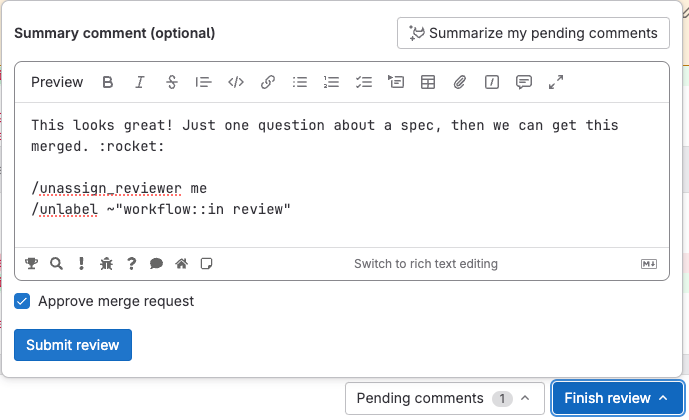 Summary comment (optional)
Summarize my pending comments
Preview
This looks great! Just one question about a spec, then we can get this
merged. :rocket:
/unassign_reviewer me
/unlabel ~"workflow::in review"
Switch to rich text editing
Approve merge request
Submit review
Pending comments 1
Finish review